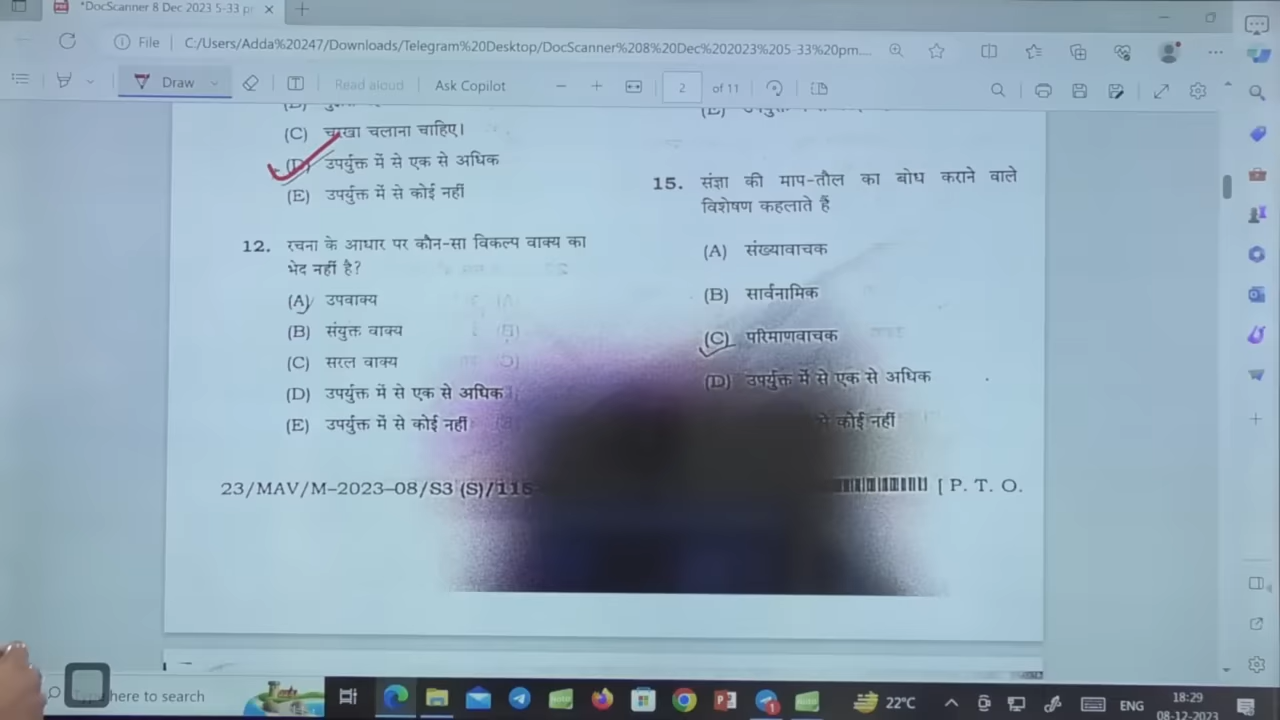 *DocScanner 8 Dec 2023 5-33 p
File
C:/Users/Adda%20247/Downloads/Telegram%20Desktop/DocScanner%208%20Dec%202023%205-33%20pm...
Draw
Read aloud
Ask Copilot
2
of 11
(C) चरखा चलाना चाहिए।
(D) उपर्युक्त में से एक से अधिक
(E) उपर्युक्त में से कोई नहीं
12. रचना के आधार पर कौन-सा विकल्प वाक्य का
भेद नहीं है?
(A) उपवाक्य
(B) संयुक्त वाक्य
(C) सरल वाक्य
(D) उपर्युक्त में से एक से अधिक
(E) उपर्युक्त में से कोई नहीं
23/MAV/M-2023-08/S3 (S)/115
(E)
15. संज्ञा की माप-तौल का बोध कराने वाले
विशेषण कहलाते हैं
(A) संख्यावाचक
(B) सार्वनामिक
(C) परिमाणवाचक
(D) उपर्युक्त में से एक से अधिक
से कोई नहीं
[ P. T. O.
here to search
22°C
ENG
18:29
08-12-2023